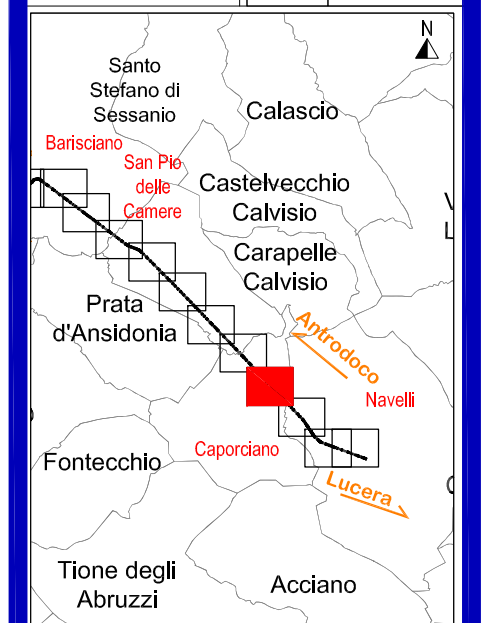 N
Santo
Stefano di
Sessanio
Calascio
Barisciano
San Pio
delle
Camere
Castelvecchio
Calvisio
Carapelle
Calvisio
Prata
d'Ansidonia
Antrodoco
Navelli
Caporciano
Fontecchio
Lucera
Tione degli
Abruzzi
Acciano